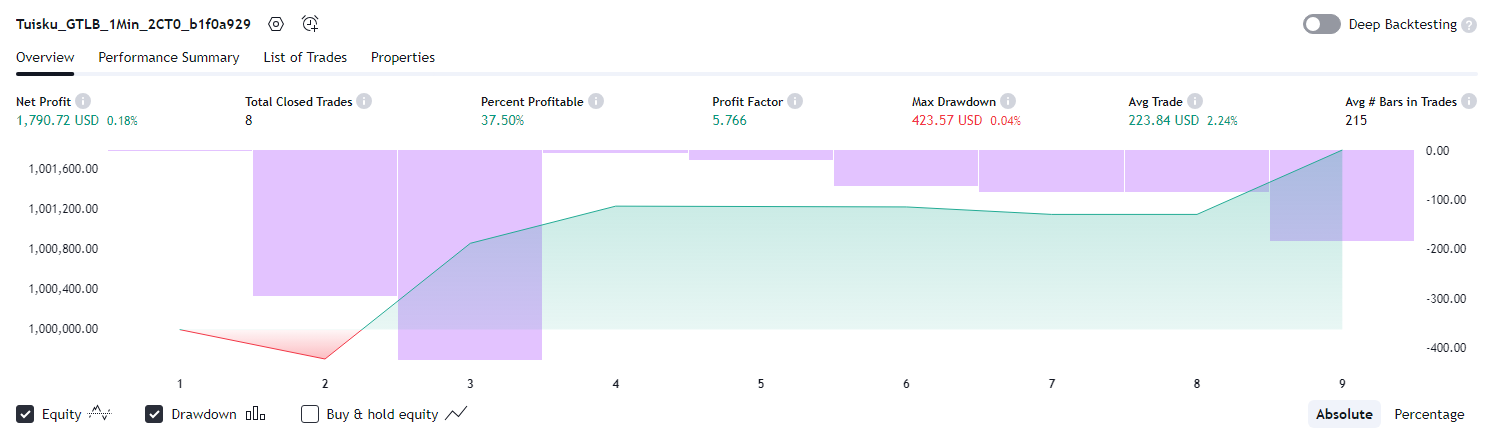 Tuisku_GTLB_1Min_2CT0_b1f0a929
Deep Backtesting ?
Overview Performance Summary List of Trades Properties
Net Profit Total Closed Trades Percent Profitable Profit Factor Max Drawdown Avg Trade Avg # Bars in Trades
1,790.72 USD 0.18% 8 37.50% 5.766 423.57 USD 0.04% 223.84 USD 2.24% 215
1,001,600.00
1,001,200.00
1,000,800.00
1,000,400.00
1,000,000.00
0.00
-100.00
-200.00
-300.00
-400.00
1 2 3 4 5 6 7 8 9
Equity Drawdown Buy & hold equity Absolute Percentage